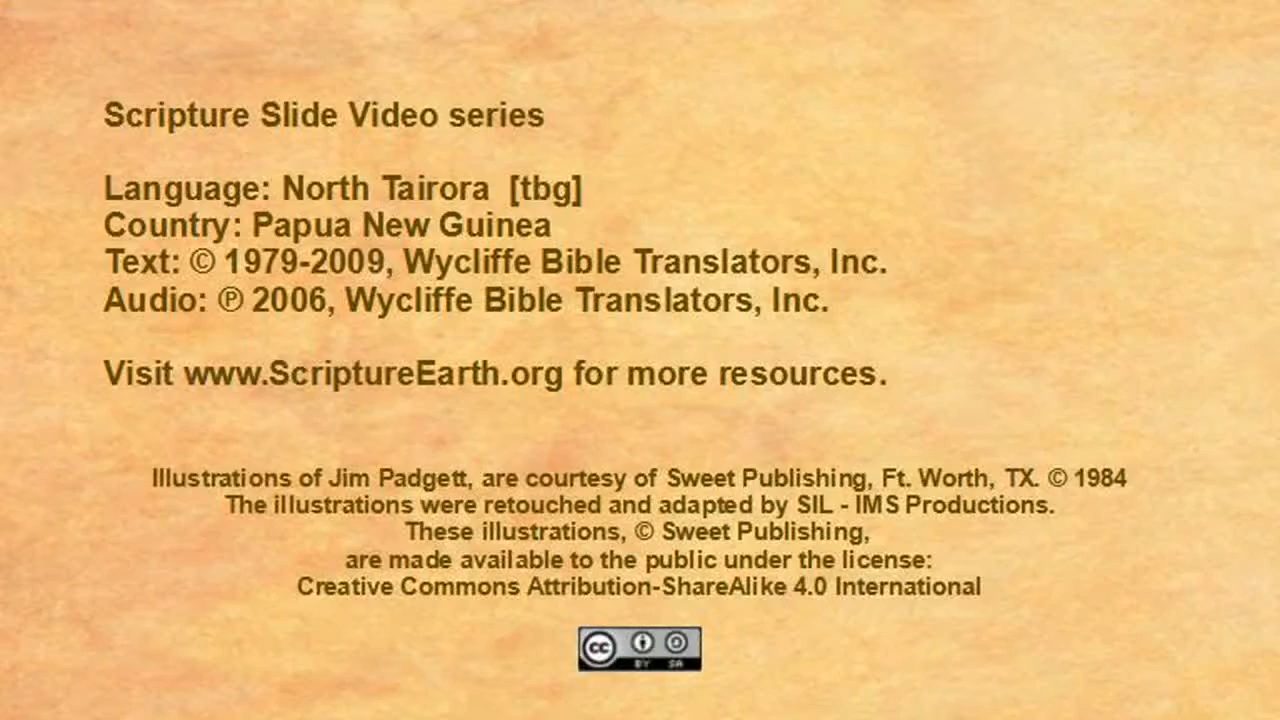 Scripture Slide Video series
Language: North Tairora [tbg]
Country: Papua New Guinea
Text: © 1979-2009, Wycliffe Bible Translators, Inc.
Audio: ℗ 2006, Wycliffe Bible Translators, Inc.
Visit www.ScriptureEarth.org for more resources.
Illustrations of Jim Padgett, are courtesy of Sweet Publishing, Ft. Worth, TX. © 1984
The illustrations were retouched and adapted by SIL - IMS Productions.
These illustrations, © Sweet Publishing,
are made available to the public under the license:
Creative Commons Attribution-ShareAlike 4.0 International
cc BY SA